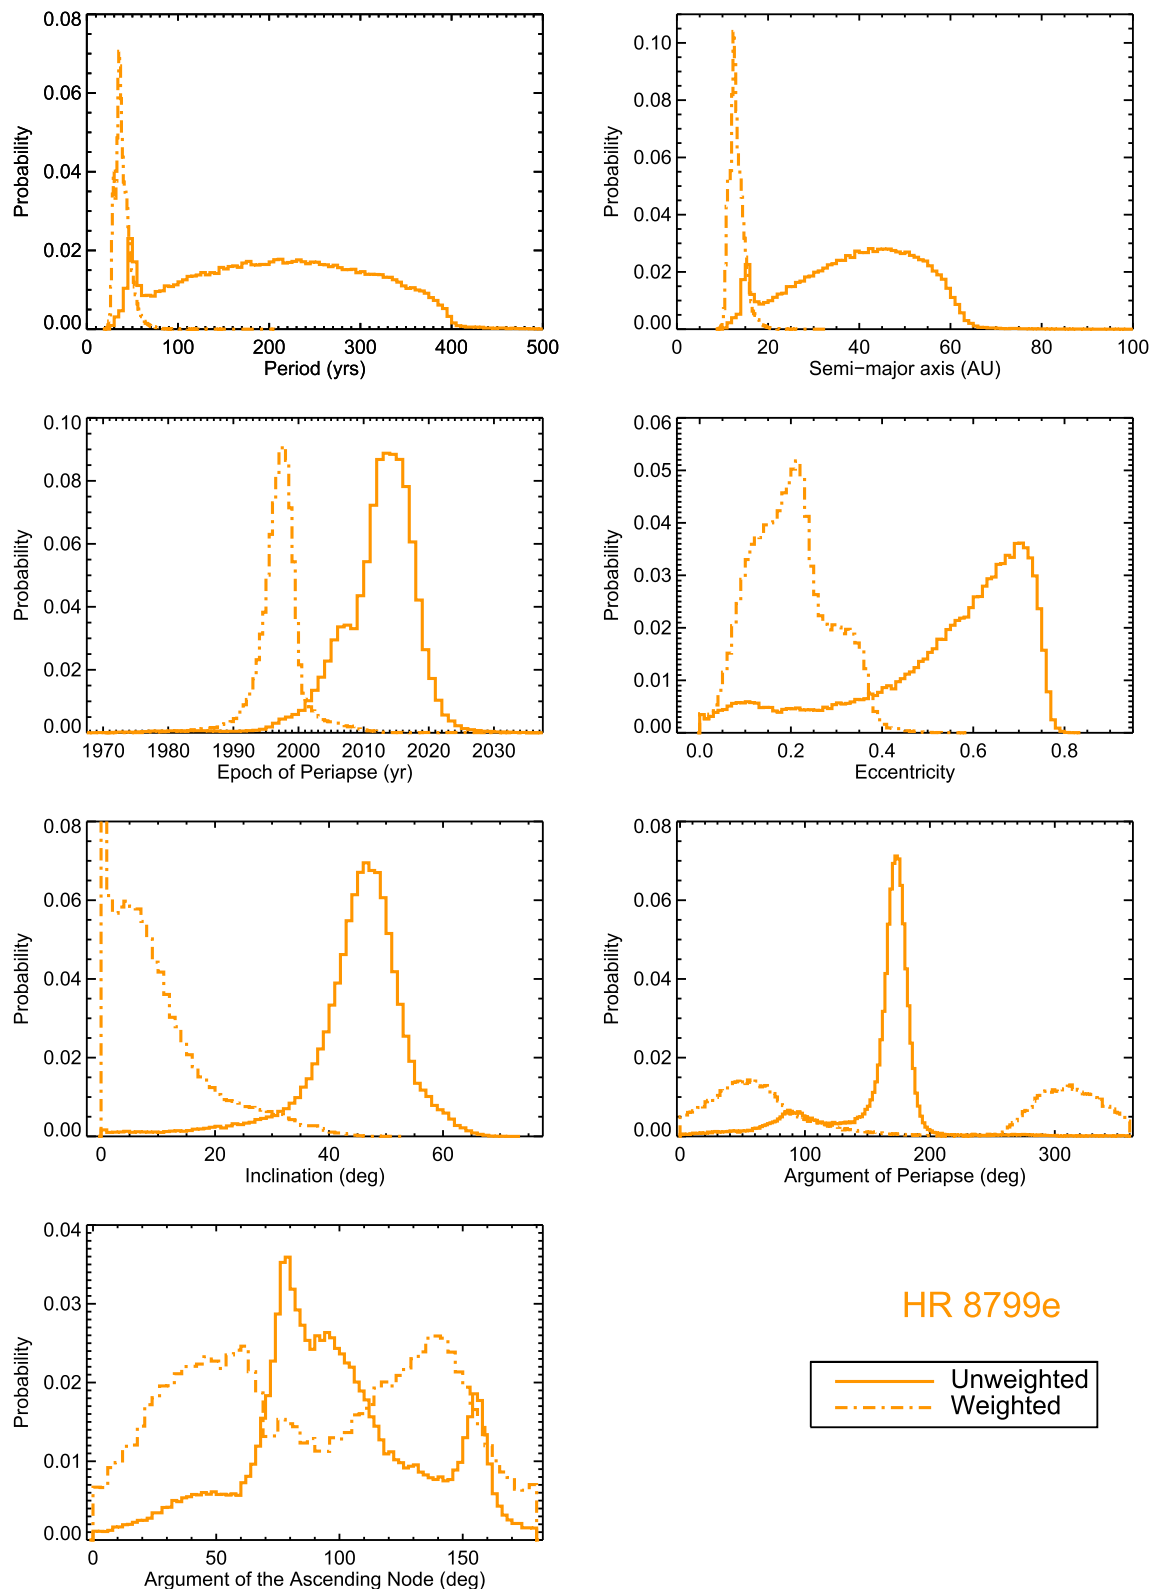 0.08
0.06
0.04
0.02
0.00
Probability
0 100 200 300 400 500
Period (yrs)
0.10
0.08
0.06
0.04
0.02
0.00
Probability
0 20 40 60 80 100
Semi−major axis (AU)
0.10
0.08
0.06
0.04
0.02
0.00
Probability
1970 1980 1990 2000 2010 2020 2030
Epoch of Periapse (yr)
0.06
0.05
0.04
0.03
0.02
0.01
0.00
Probability
0.0 0.2 0.4 0.6 0.8
Eccentricity
0.08
0.06
0.04
0.02
0.00
Probability
0 20 40 60
Inclination (deg)
0.08
0.06
0.04
0.02
0.00
Probability
0 100 200 300
Argument of Periapse (deg)
0.04
0.03
0.02
0.01
0.00
Probability
0 50 100 150
Argument of the Ascending Node (deg)
HR 8799e
Unweighted
Weighted